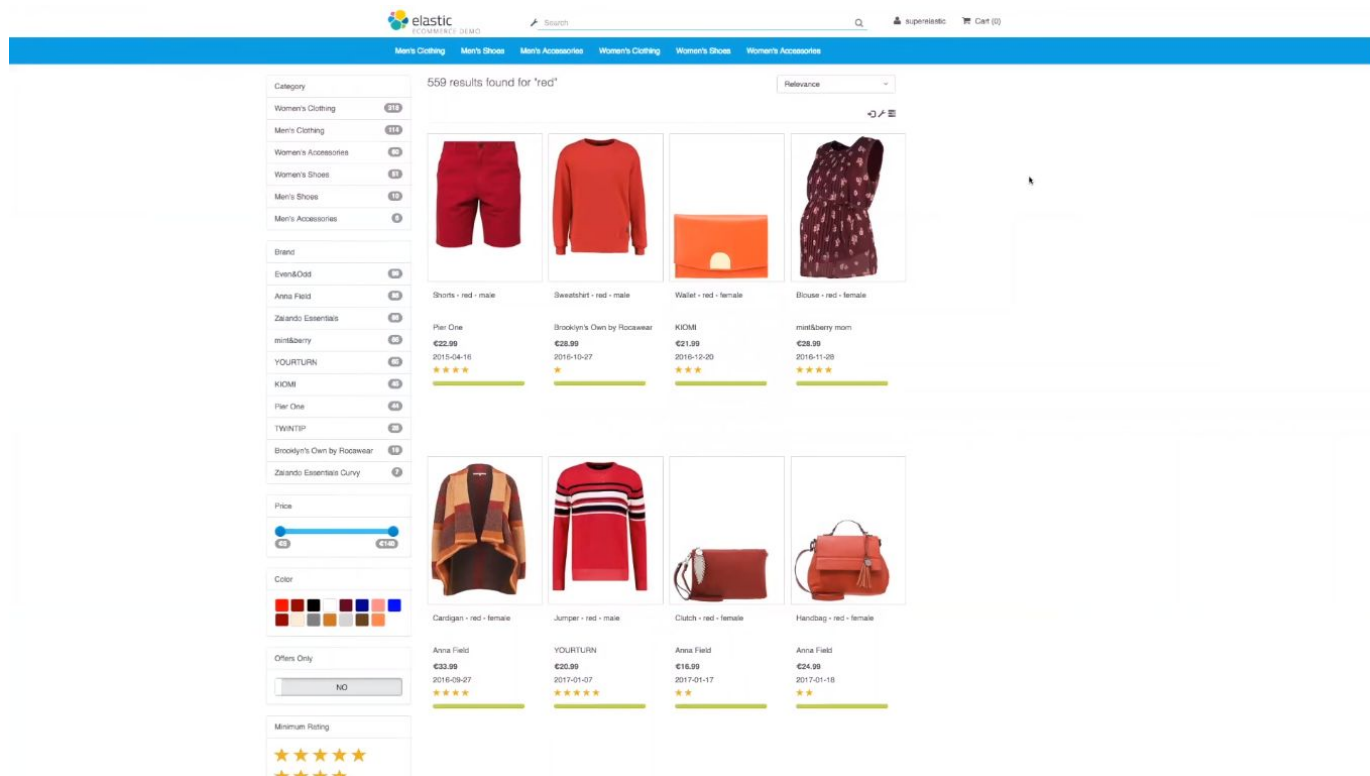 elastic
ECOMMERCE DEMO
Search
superelastic
Cart (0)
Men's Clothing Men's Shoes Men's Accessories Women's Clothing Women's Shoes Women's Accessories
Category
Women's Clothing
Men's Clothing 114
Women's Accessories
Women's Shoes
Men's Shoes
Men's Accessories
Brand
Even&Odd
Anna Field
Zalando Essentials
mint&berry
YOURTURN
KIOMI
Pier One
TWINTIP
Brooklyn's Own by Rocawear
Zalando Essentials Curvy
Price
€140
Color
Offers Only
NO
Minimum Rating
559 results found for "red"
Relevance
Shorts - red - male
Pier One
€22.99
2015-04-16
Sweatshirt - red - male
Brooklyn's Own by Rocawear
€28.99
2016-10-27
Wallet - red - female
KIOMI
€21.99
2016-12-20
Blouse - red - female
mint&berry mom
€28.99
2016-11-28
Cardigan - red - female
Anna Field
€33.99
2016-09-27
Jumper - red - male
YOURTURN
€20.99
2017-01-07
Clutch - red - female
Anna Field
€16.99
2017-01-17
Handbag - red - female
Anna Field
€24.99
2017-01-18